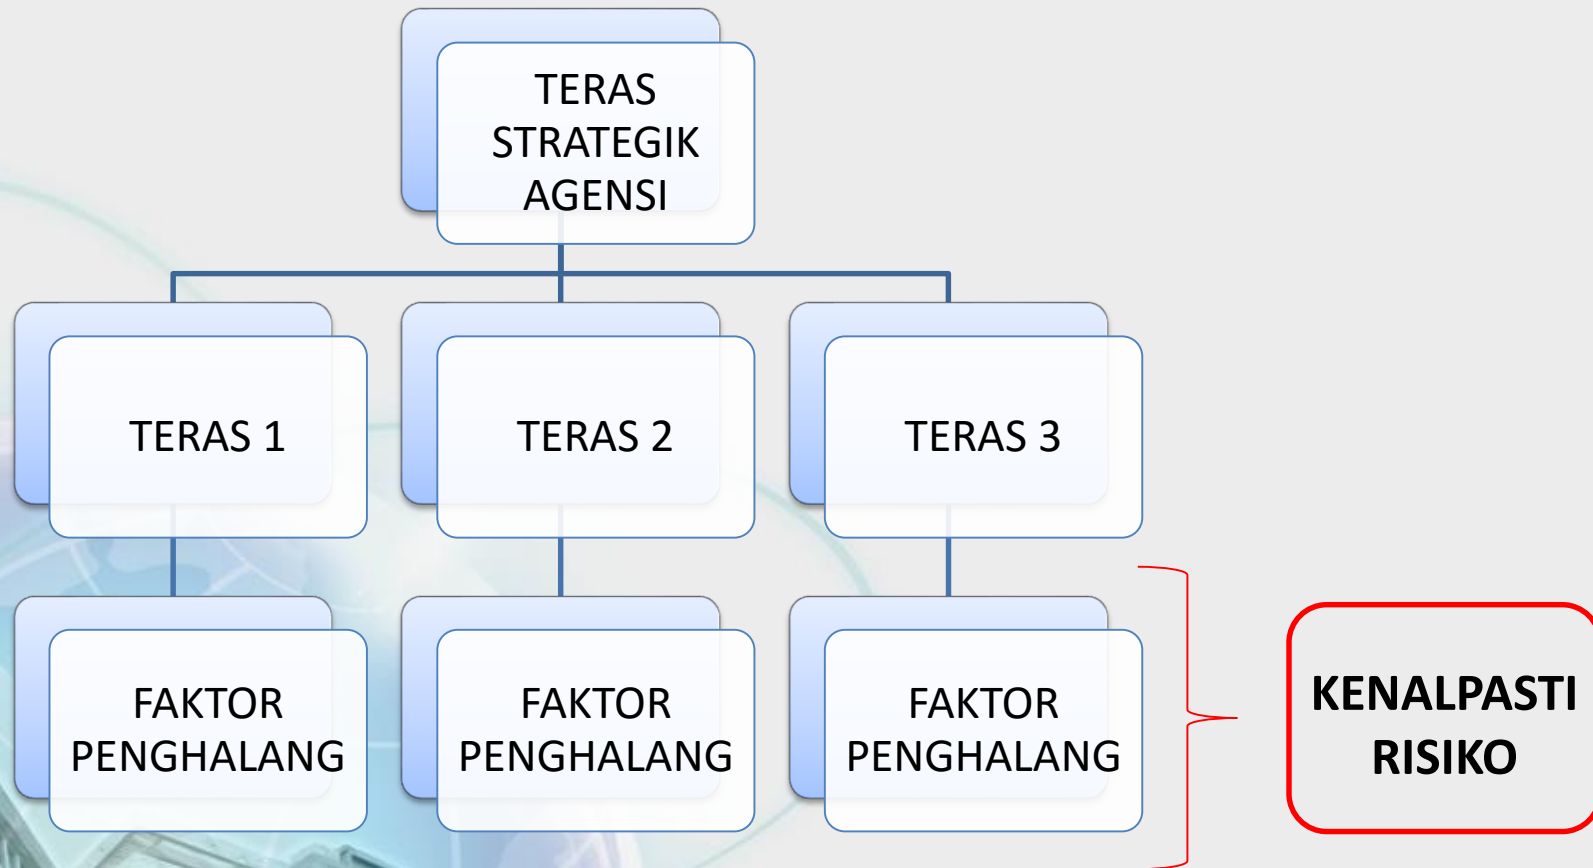 TERAS
STRATEGIK
AGENSI
TERAS 1
TERAS 2
TERAS 3
FAKTOR
PENGHALANG
FAKTOR
PENGHALANG
FAKTOR
PENGHALANG
KENALPASTI
RISIKO